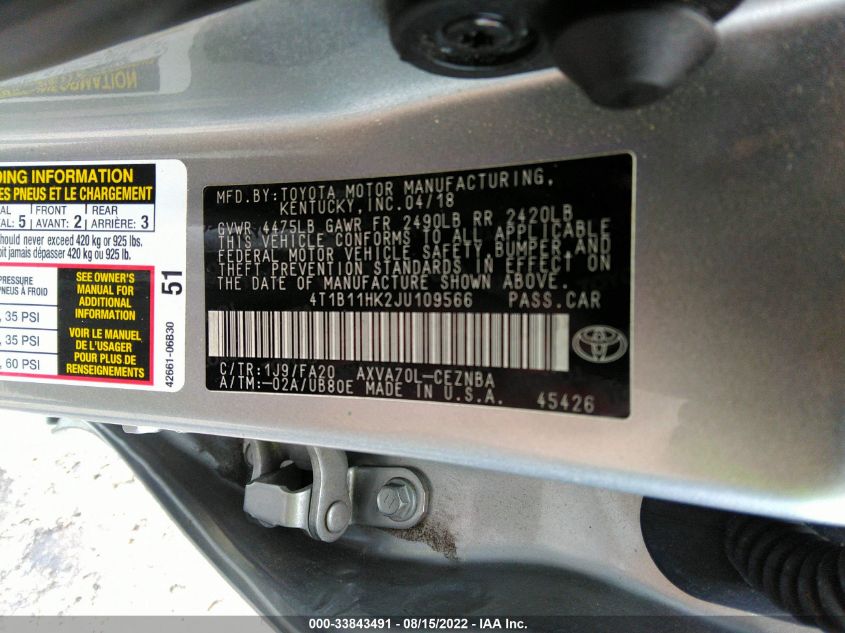 DING INFORMATION
ES PNEUS ET LE CHARGEMENT
AL FRONT REAR
AL: 5 AVANT: 2 ARRIÈRE: 3
hould never exceed 420 kg or 925 lbs.
oit jamais dépasser 420 kg ou 925 lb.
PRESSURE
PNEUS À FROID
, 35 PSI
, 35 PSI
, 60 PSI
SEE OWNER'S
MANUAL FOR
ADDITIONAL
INFORMATION
VOIR LE MANUEL
DE L'USAGER
POUR PLUS DE
RENSEIGNEMENTS
51
42661-06B30
MFD.BY:TOYOTA MOTOR MANUFACTURING,
KENTUCKY,INC.04/18
GVWR 4475LB GAWR FR 2490LB RR 2420LB
THIS VEHICLE CONFORMS TO ALL APPLICABLE
FEDERAL MOTOR VEHICLE SAFETY, BUMPER, AND
THEFT PREVENTION STANDARDS IN EFFECT ON
THE DATE OF MANUFACTURE SHOWN ABOVE.
4T1B11HK2JU109566 PASS.CAR
C/TR:1J9/FA20 AXVA70L-CEZNBA
A/TM:-02A/UB80E MADE IN U.S.A.
45426
IMAGE: 000-33843491 - 08/15/2022 - IAA Inc.